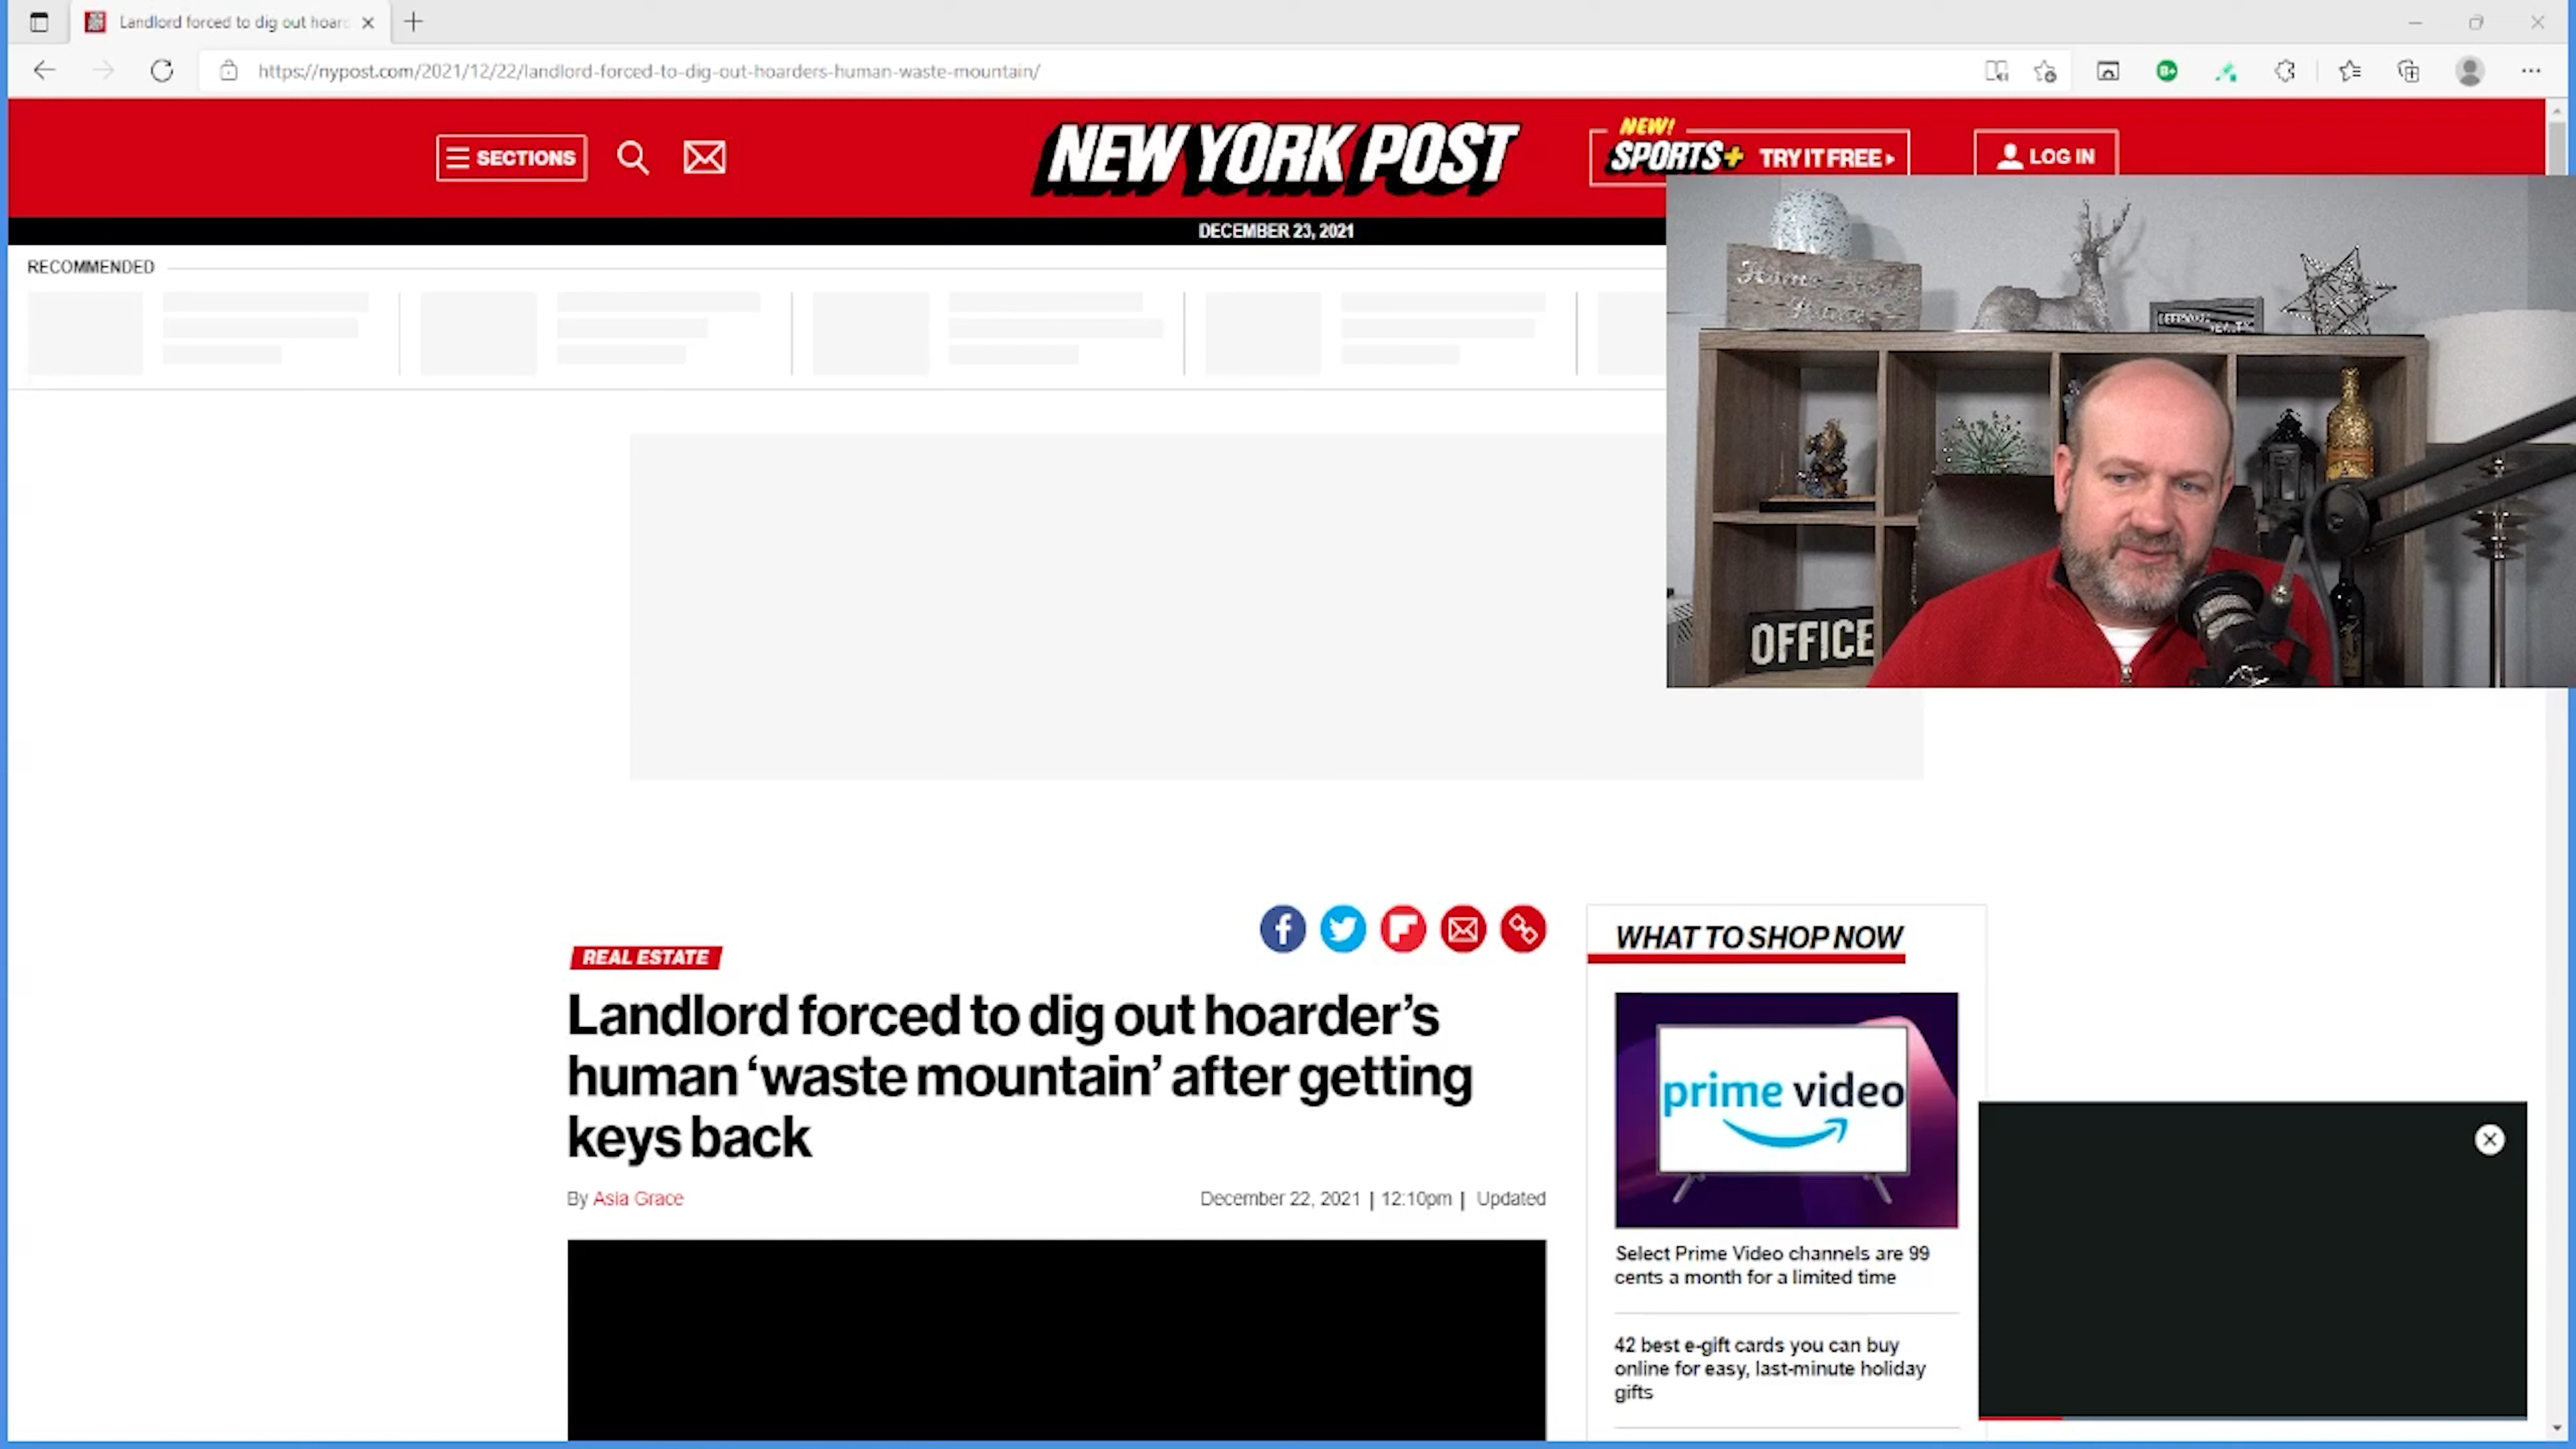 Landlord forced to dig out hoar
https://nypost.com/2021/12/22/landlord-forced-to-dig-out-hoarders-human-waste-mountain/
SECTIONS
NEW YORK POST
NEW!
SPORTS+ TRY IT FREE
LOG IN
DECEMBER 23, 2021
RECOMMENDED
OFFICE
REAL ESTATE
Landlord forced to dig out hoarder's
human 'waste mountain' after getting
keys back
By Asia Grace
December 22, 2021 | 12:10pm | Updated
WHAT TO SHOP NOW
prime video
Select Prime Video channels are 99
cents a month for a limited time
42 best e-gift cards you can buy
online for easy, last-minute holiday
gifts